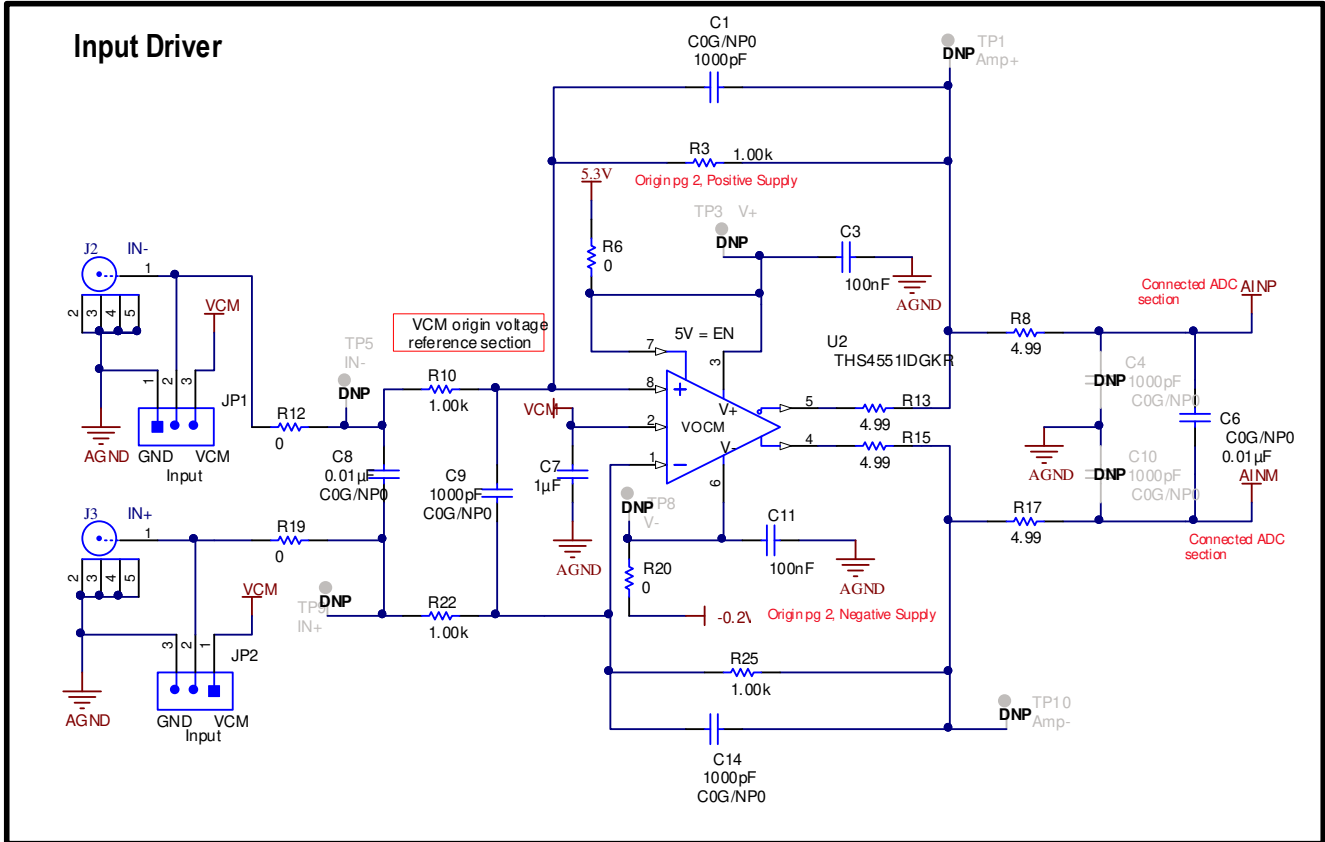 Input Driver
C1
C0G/NP0
1000pF
TP1
DNP
Amp+
R3
1.00k
Origin pg 2, Positive Supply
5.3V
TP3 V+
DNP
R6
0
C3
100nF
AGND
J2
IN-
1
2
3
4
5
VCM
AGND
1
2
3
JP1
GND
VCM
Input
R12
0
TP5
IN-
DNP
VCM origin voltage
reference section
R10
1.00k
C8
0.01µF
C0G/NP0
C9
1000pF
C0G/NP0
VCM
C7
1µF
AGND
5V = EN
7
8
2
1
3
6
+
−
V+
VOCM
V-
U2
THS4551IDGKR
5
4
R13
4.99
R15
4.99
R8
4.99
R17
4.99
Connected ADC
section
AINP
C4
DNP
1000pF
C0G/NP0
AGND
C10
DNP
1000pF
C0G/NP0
C6
C0G/NP0
0.01µF
AINM
Connected ADC
section
J3
IN+
1
2
3
4
5
VCM
AGND
3
2
1
JP2
GND
VCM
Input
R19
0
TP9
DNP
IN+
R22
1.00k
TP8
DNP
V-
R20
0
C11
100nF
AGND
-0.2V
Origin pg 2, Negative Supply
R25
1.00k
C14
1000pF
C0G/NP0
TP10
DNP
Amp-